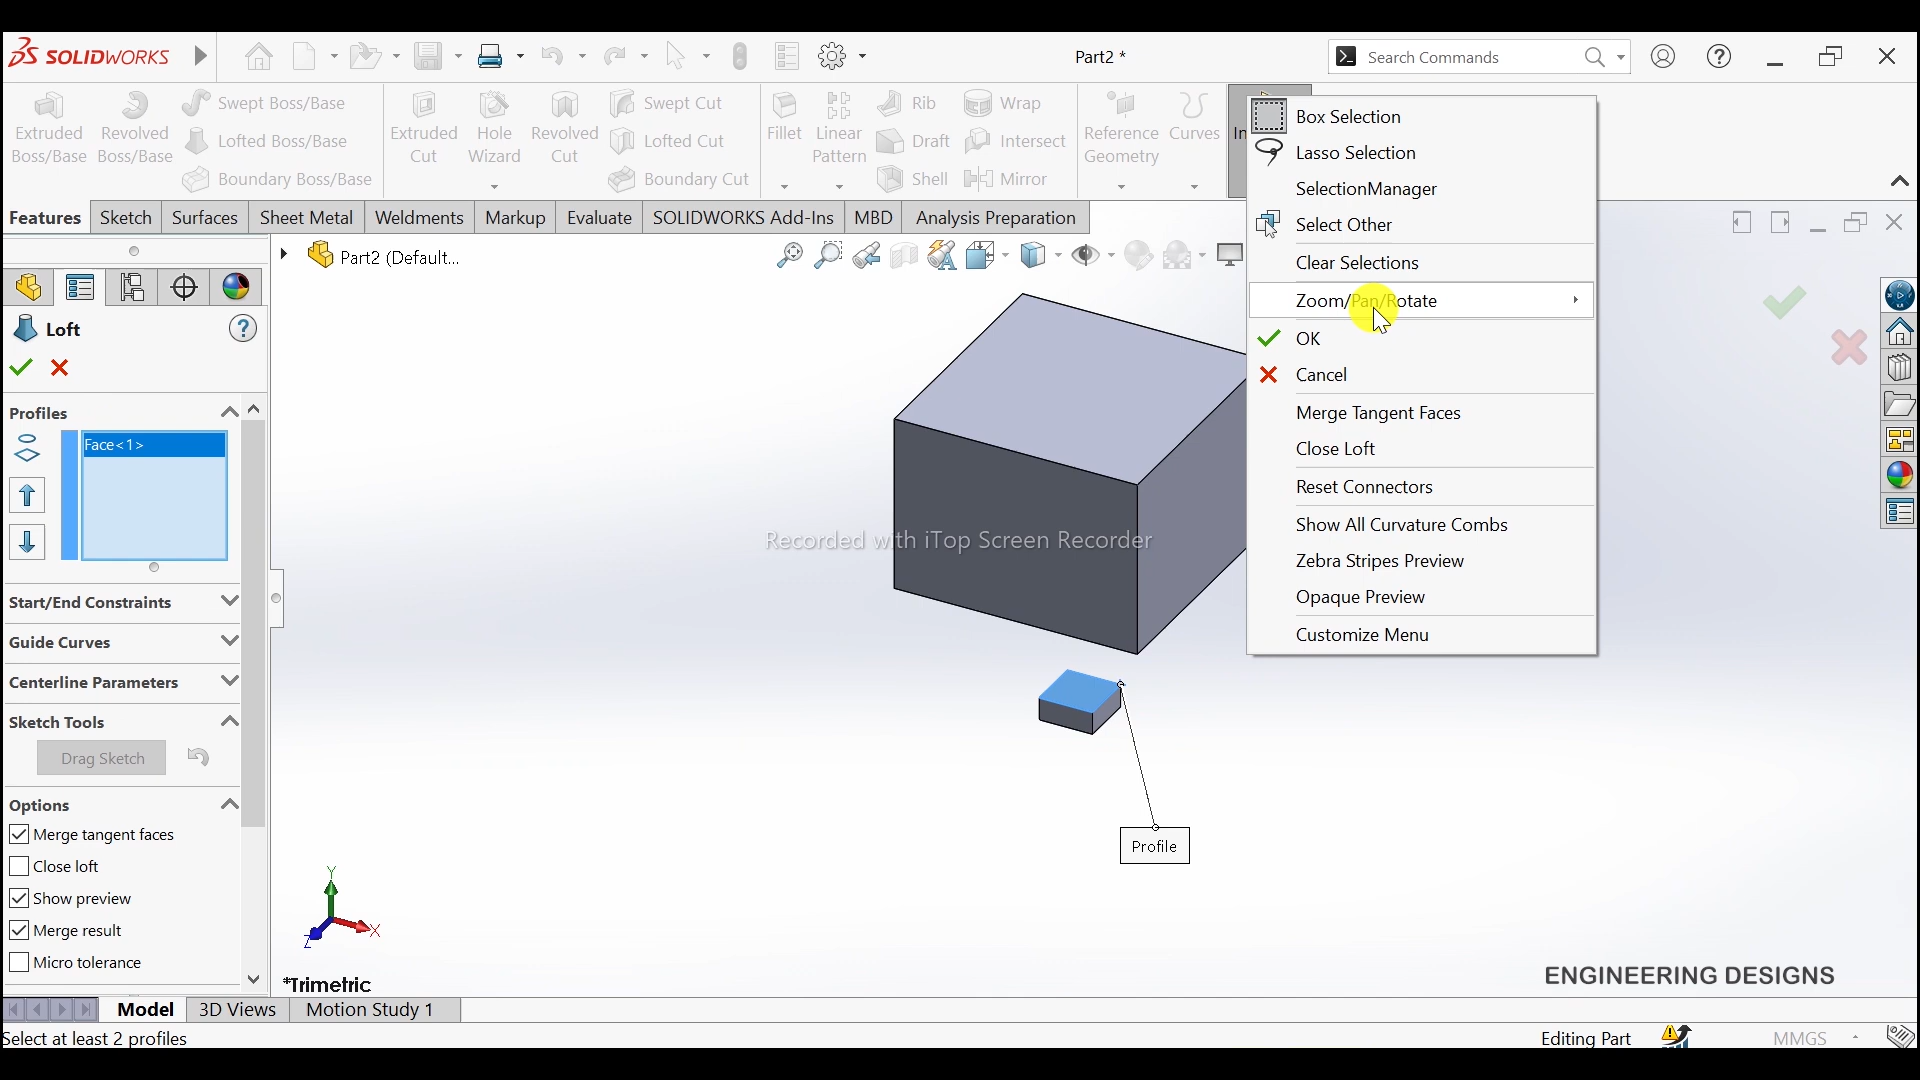 SOLIDWORKS
Part2 *
Search Commands
Extruded Boss/Base
Revolved Boss/Base
Swept Boss/Base
Lofted Boss/Base
Boundary Boss/Base
Extruded Cut
Hole Wizard
Revolved Cut
Swept Cut
Lofted Cut
Boundary Cut
Fillet
Linear Pattern
Rib
Draft
Shell
Wrap
Intersect
Mirror
Reference Geometry
Curves
In
Features
Sketch
Surfaces
Sheet Metal
Weldments
Markup
Evaluate
SOLIDWORKS Add-Ins
MBD
Analysis Preparation
Part2 (Default...
Loft
Profiles
Face<1>
Start/End Constraints
Guide Curves
Centerline Parameters
Sketch Tools
Drag Sketch
Options
Merge tangent faces
Close loft
Show preview
Merge result
Micro tolerance
Box Selection
Lasso Selection
SelectionManager
Select Other
Clear Selections
Zoom/Pan/Rotate
OK
Cancel
Merge Tangent Faces
Close Loft
Reset Connectors
Show All Curvature Combs
Zebra Stripes Preview
Opaque Preview
Customize Menu
Recorded with iTop Screen Recorder
Profile
Y
X
Z
*Trimetric
ENGINEERING DESIGNS
Model
3D Views
Motion Study 1
Select at least 2 profiles
Editing Part
MMGS